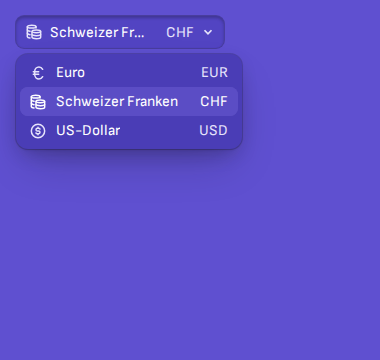 Schweizer Fr... CHF
Euro EUR
Schweizer Franken CHF
US-Dollar USD